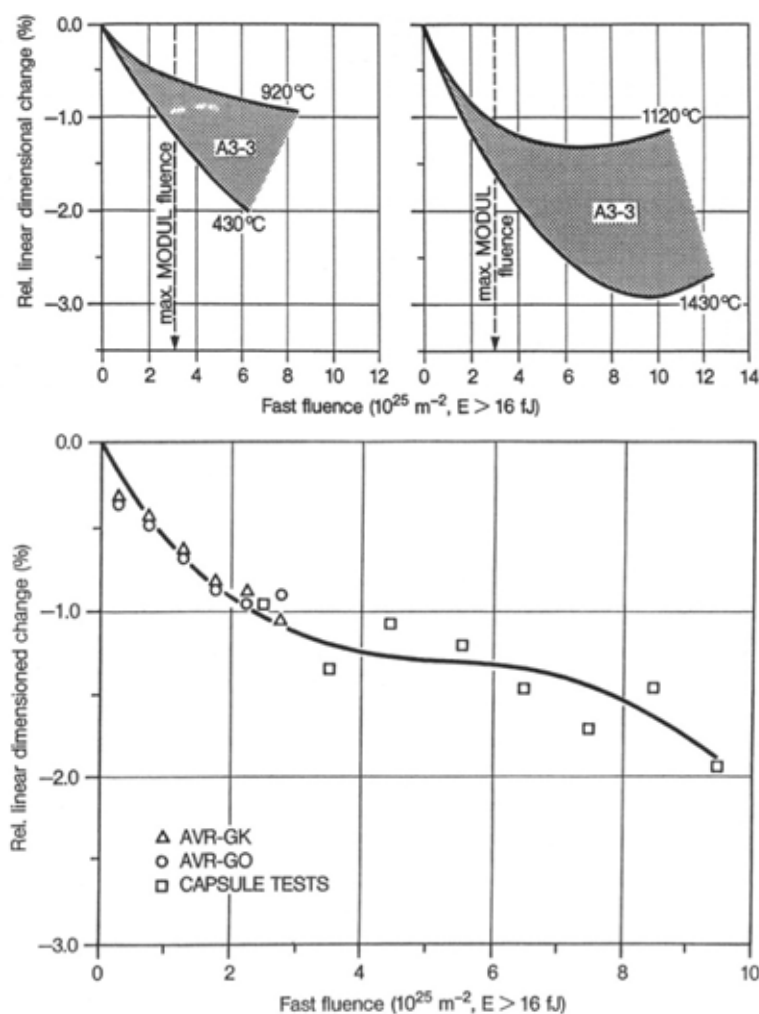 0.0
-1.0
-2.0
-3.0
Rel. linear dimensional change (%)
920°C
A3-3
430°C
max. MODUL fluence
0 2 4 6 8 10 12
1120°C
A3-3
1430°C
max. MODUL
fluence
0 2 4 6 8 10 12 14
Fast fluence (10²⁵ m⁻², E > 16 fJ)
0.0
-1.0
-2.0
-3.0
Rel. linear dimensioned change (%)
△ AVR-GK
○ AVR-GO
□ CAPSULE TESTS
0 2 4 6 8 10
Fast fluence (10²⁵ m⁻², E > 16 fJ)